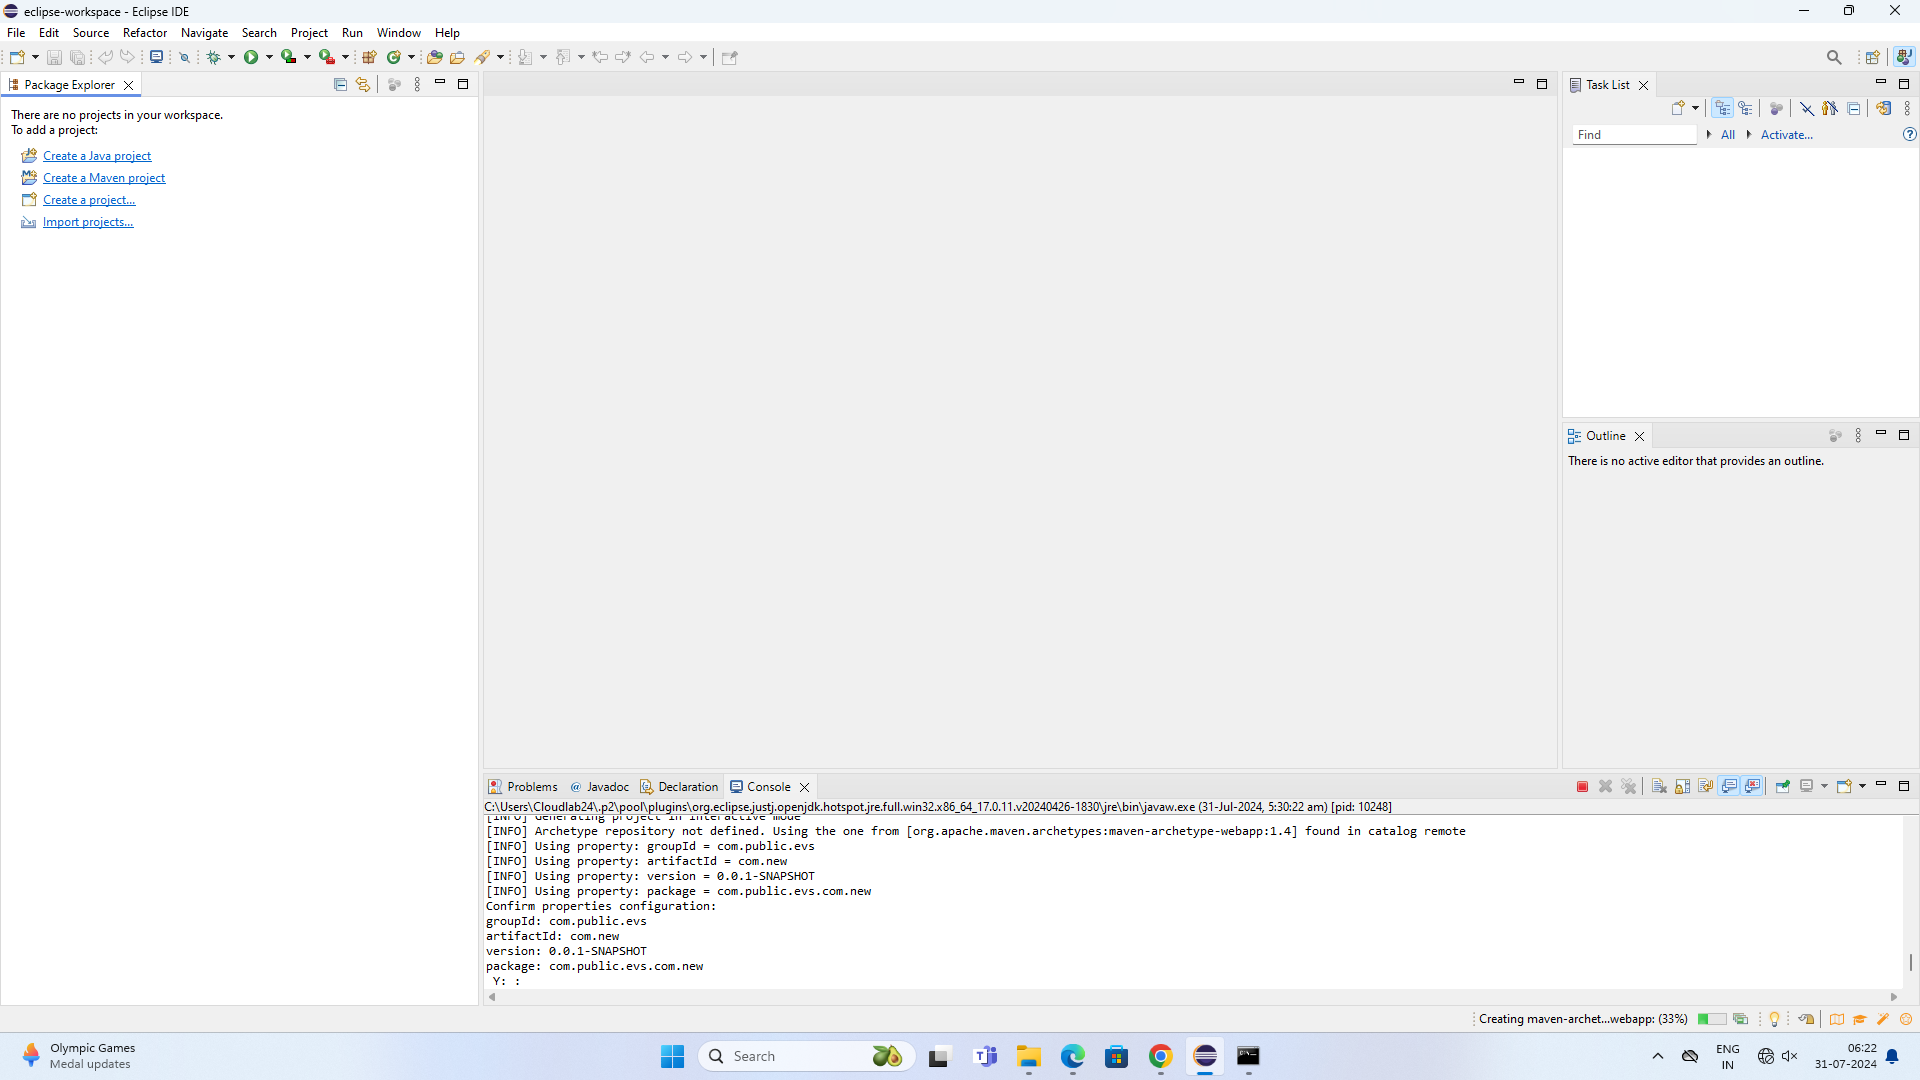 eclipse-workspace - Eclipse IDE
File Edit Source Refactor Navigate Search Project Run Window Help
Package Explorer
There are no projects in your workspace.
To add a project:
Create a Java project
Create a Maven project
Create a project...
Import projects...
Task List
Find
All
Activate...
Outline
There is no active editor that provides an outline.
Problems @ Javadoc Declaration Console
C:\Users\Cloudlab24\.p2\pool\plugins\org.eclipse.justj.openjdk.hotspot.jre.full.win32.x86_64_17.0.11.v20240426-1830\jre\bin\javaw.exe (31-Jul-2024, 5:30:22 am) [pid: 10248]
[INFO] Generating project in Interactive mode
[INFO] Archetype repository not defined. Using the one from [org.apache.maven.archetypes:maven-archetype-webapp:1.4] found in catalog remote
[INFO] Using property: groupId = com.public.evs
[INFO] Using property: artifactId = com.new
[INFO] Using property: version = 0.0.1-SNAPSHOT
[INFO] Using property: package = com.public.evs.com.new
Confirm properties configuration:
groupId: com.public.evs
artifactId: com.new
version: 0.0.1-SNAPSHOT
package: com.public.evs.com.new
Y: :
Creating maven-archet...webapp: (33%)
Olympic Games
Medal updates
Search
ENG
IN
06:22
31-07-2024